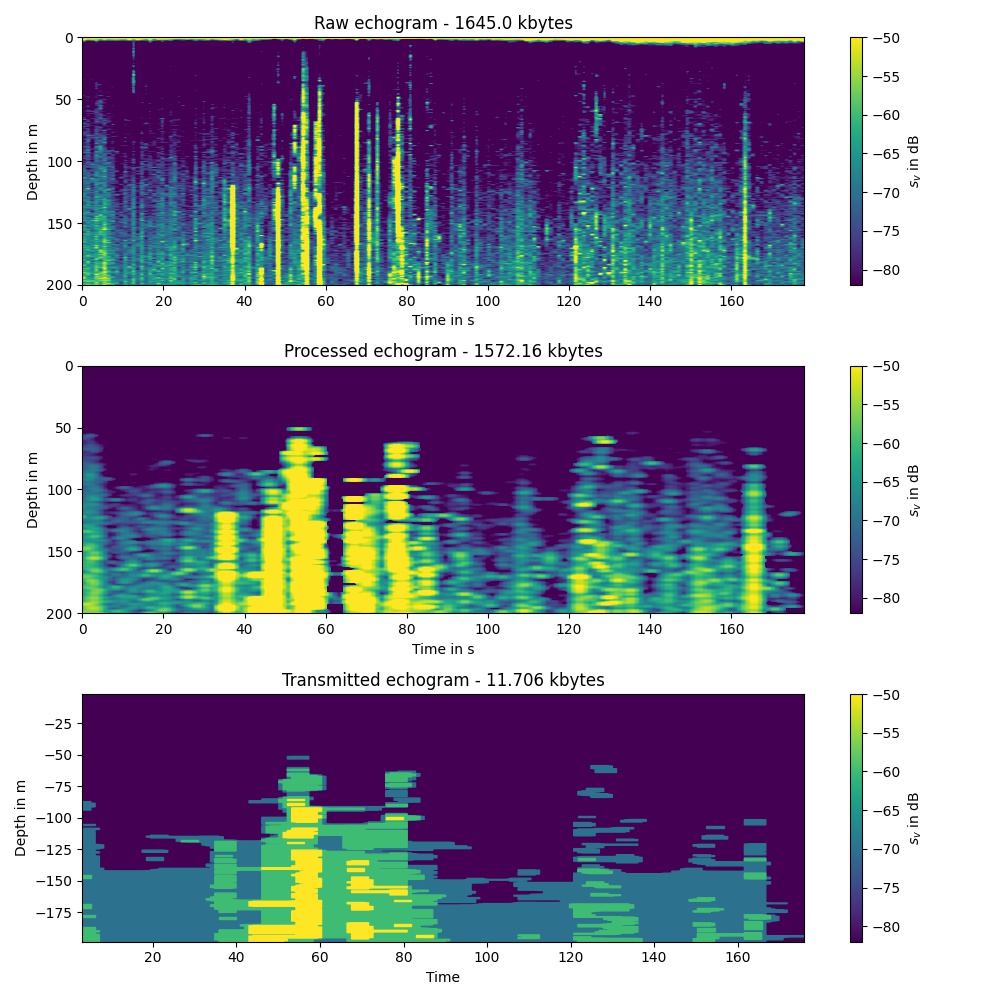 Raw echogram - 1645.0 kbytes
0
50
100
150
200
Depth in m
0 20 40 60 80 100 120 140 160
Time in s
−50
−55
−60
−65
−70
−75
−80
sv in dB
Processed echogram - 1572.16 kbytes
0
50
100
150
200
Depth in m
0 20 40 60 80 100 120 140 160
Time in s
−50
−55
−60
−65
−70
−75
−80
sv in dB
Transmitted echogram - 11.706 kbytes
−25
−50
−75
−100
−125
−150
−175
Depth in m
20 40 60 80 100 120 140 160
Time
−50
−55
−60
−65
−70
−75
−80
sv in dB